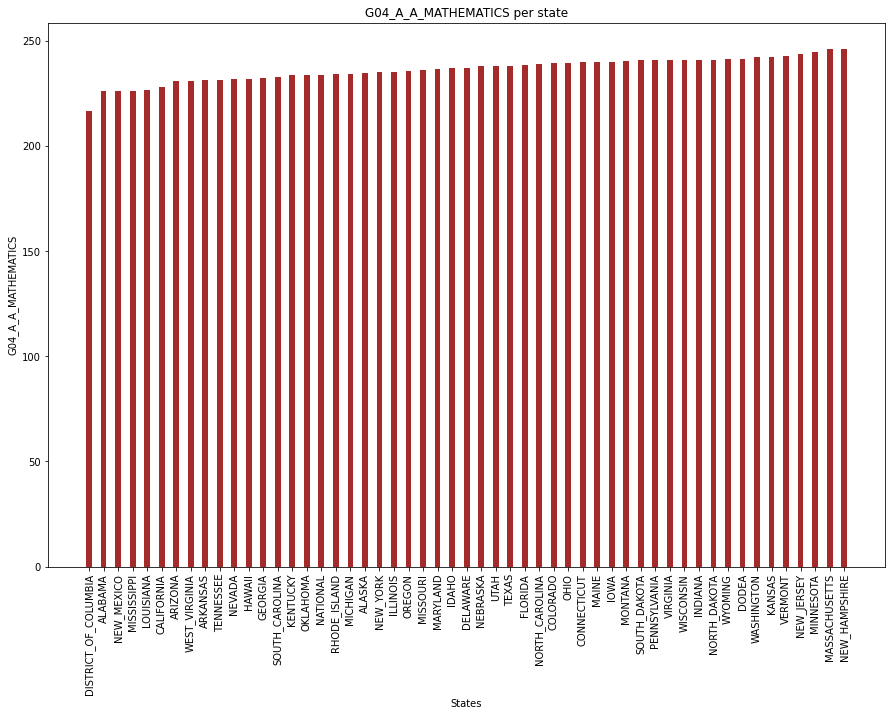 G04_A_A_MATHEMATICS per state
G04_A_A_MATHEMATICS
250
200
150
100
50
0
DISTRICT_OF_COLUMBIA
ALABAMA
NEW_MEXICO
MISSISSIPPI
LOUISIANA
CALIFORNIA
ARIZONA
WEST_VIRGINIA
ARKANSAS
TENNESSEE
NEVADA
HAWAII
GEORGIA
SOUTH_CAROLINA
KENTUCKY
OKLAHOMA
NATIONAL
RHODE_ISLAND
MICHIGAN
ALASKA
NEW_YORK
ILLINOIS
OREGON
MISSOURI
MARYLAND
IDAHO
DELAWARE
NEBRASKA
UTAH
TEXAS
FLORIDA
NORTH_CAROLINA
COLORADO
OHIO
CONNECTICUT
MAINE
IOWA
MONTANA
SOUTH_DAKOTA
PENNSYLVANIA
VIRGINIA
WISCONSIN
INDIANA
NORTH_DAKOTA
WYOMING
DODEA
WASHINGTON
KANSAS
VERMONT
NEW_JERSEY
MINNESOTA
MASSACHUSETTS
NEW_HAMPSHIRE
States